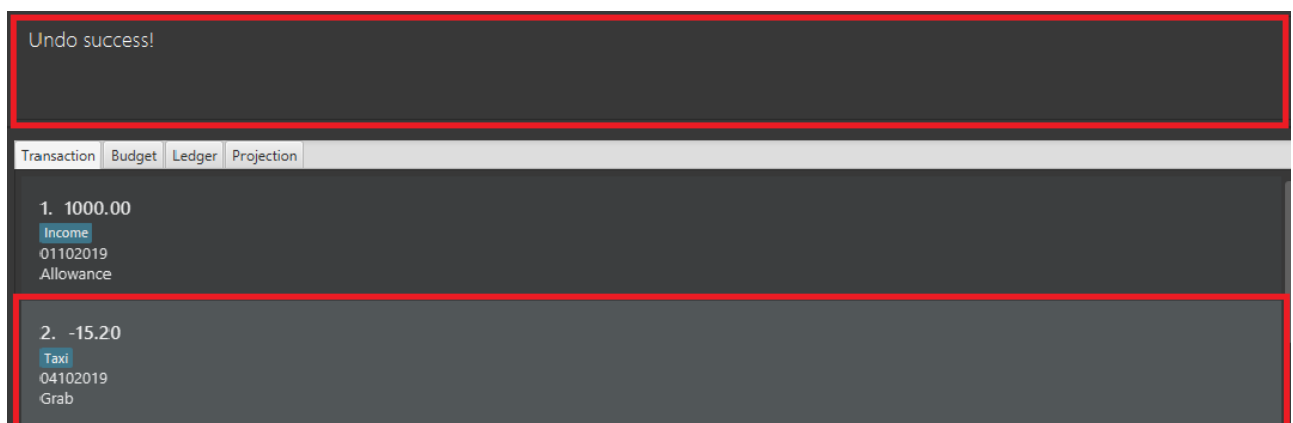 Undo success!
Transaction Budget Ledger Projection
1. 1000.00
Income
01102019
Allowance
2. -15.20
Taxi
04102019
Grab